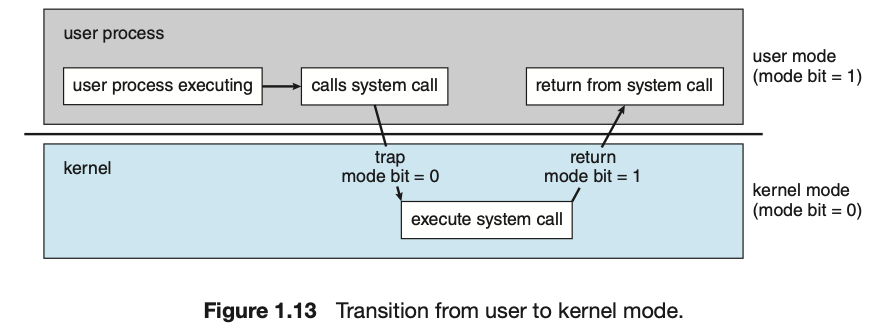 user process
user process executing
calls system call
return from system call
user mode
(mode bit = 1)
trap
mode bit = 0
return
mode bit = 1
kernel
execute system call
kernel mode
(mode bit = 0)
Figure 1.13 Transition from user to kernel mode.